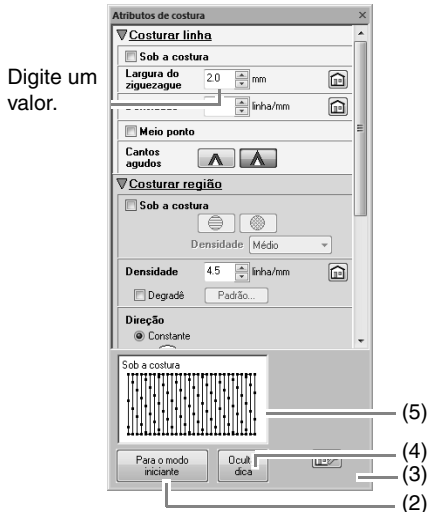 Atribudos de costura
Costurar linha
Sob a costura
Digite um
valor.
Largura do
ziguezague
2.0
mm
linha/mm
Meio ponto
Cantos
agudos
Costurar região
Sob a costura
Densidade
Médio
Densidade
4.5
linha/mm
Degradê
Padrão...
Direção
Constante
Sob a costura
(5)
Para o modo
iniciante
dica
(4)
(3)
(2)